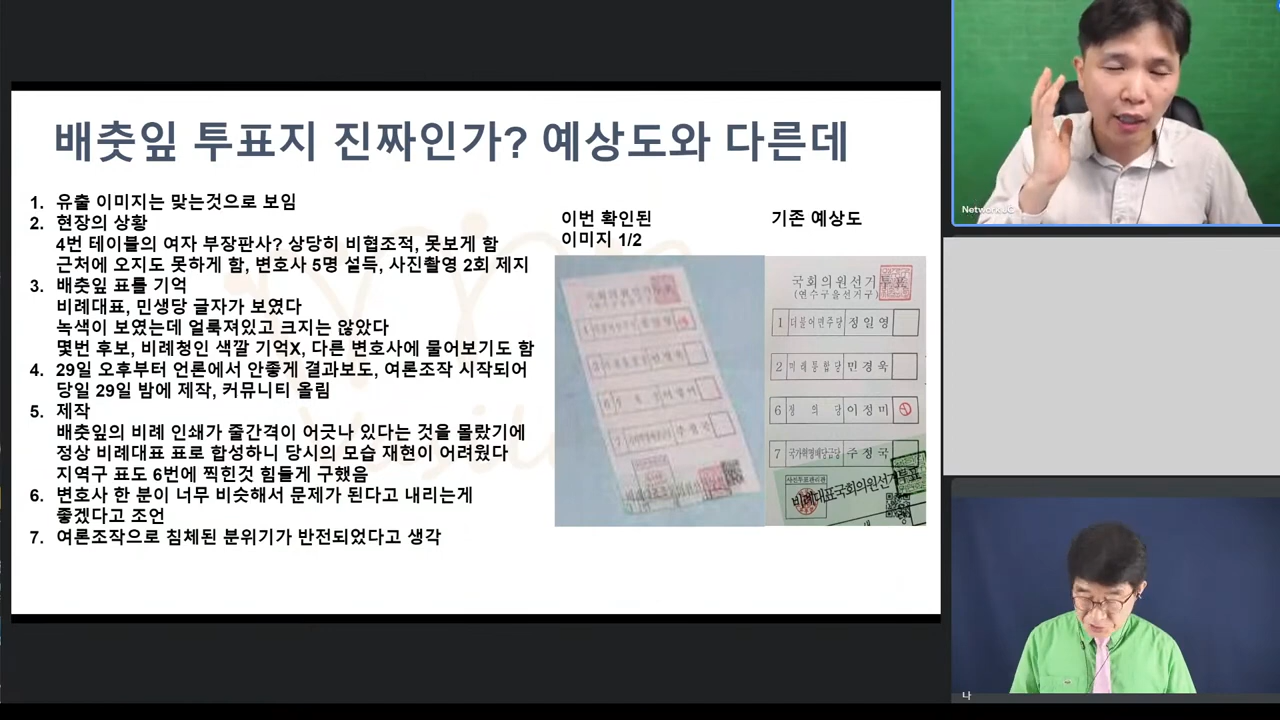 배춧잎 투표지 진짜인가? 예상도와 다른데
1. 유출 이미지는 맞는것으로 보임
2. 현장의 상황
4번 테이블의 여자 부장판사? 상당히 비협조적, 못보게 함
근처에 오지도 못하게 함, 변호사 5명 설득, 사진촬영 2회 제지
3. 배춧잎 표를 기억
비례대표, 민생당 글자가 보였다
녹색이 보였는데 얼룩져있고 크지는 않았다
몇번 후보, 비례청인 색깔 기억X, 다른 변호사에 물어보기도 함
4. 29일 오후부터 언론에서 안좋게 결과보도, 여론조작 시작되어
당일 29일 밤에 제작, 커뮤니티 올림
5. 제작
배춧잎의 비례 인쇄가 줄간격이 어긋나 있다는 것을 몰랐기에
정상 비례대표 표로 합성하니 당시의 모습 재현이 어려웠다
지역구 표도 6번에 찍힌것 힘들게 구했음
6. 변호사 한 분이 너무 비슷해서 문제가 된다고 내리는게
좋겠다고 조언
7. 여론조작으로 침체된 분위기가 반전되었다고 생각
이번 확인된
이미지 1/2
기존 예상도
국회의원선거투표
(연수구을선거구)
1 더불어민주당 정일영
2 미래통합당 민경욱
6 정의당 이정미
7 국가혁명배당금당 주정국
사전투표관리관
비례대표국회의원선거투표
나